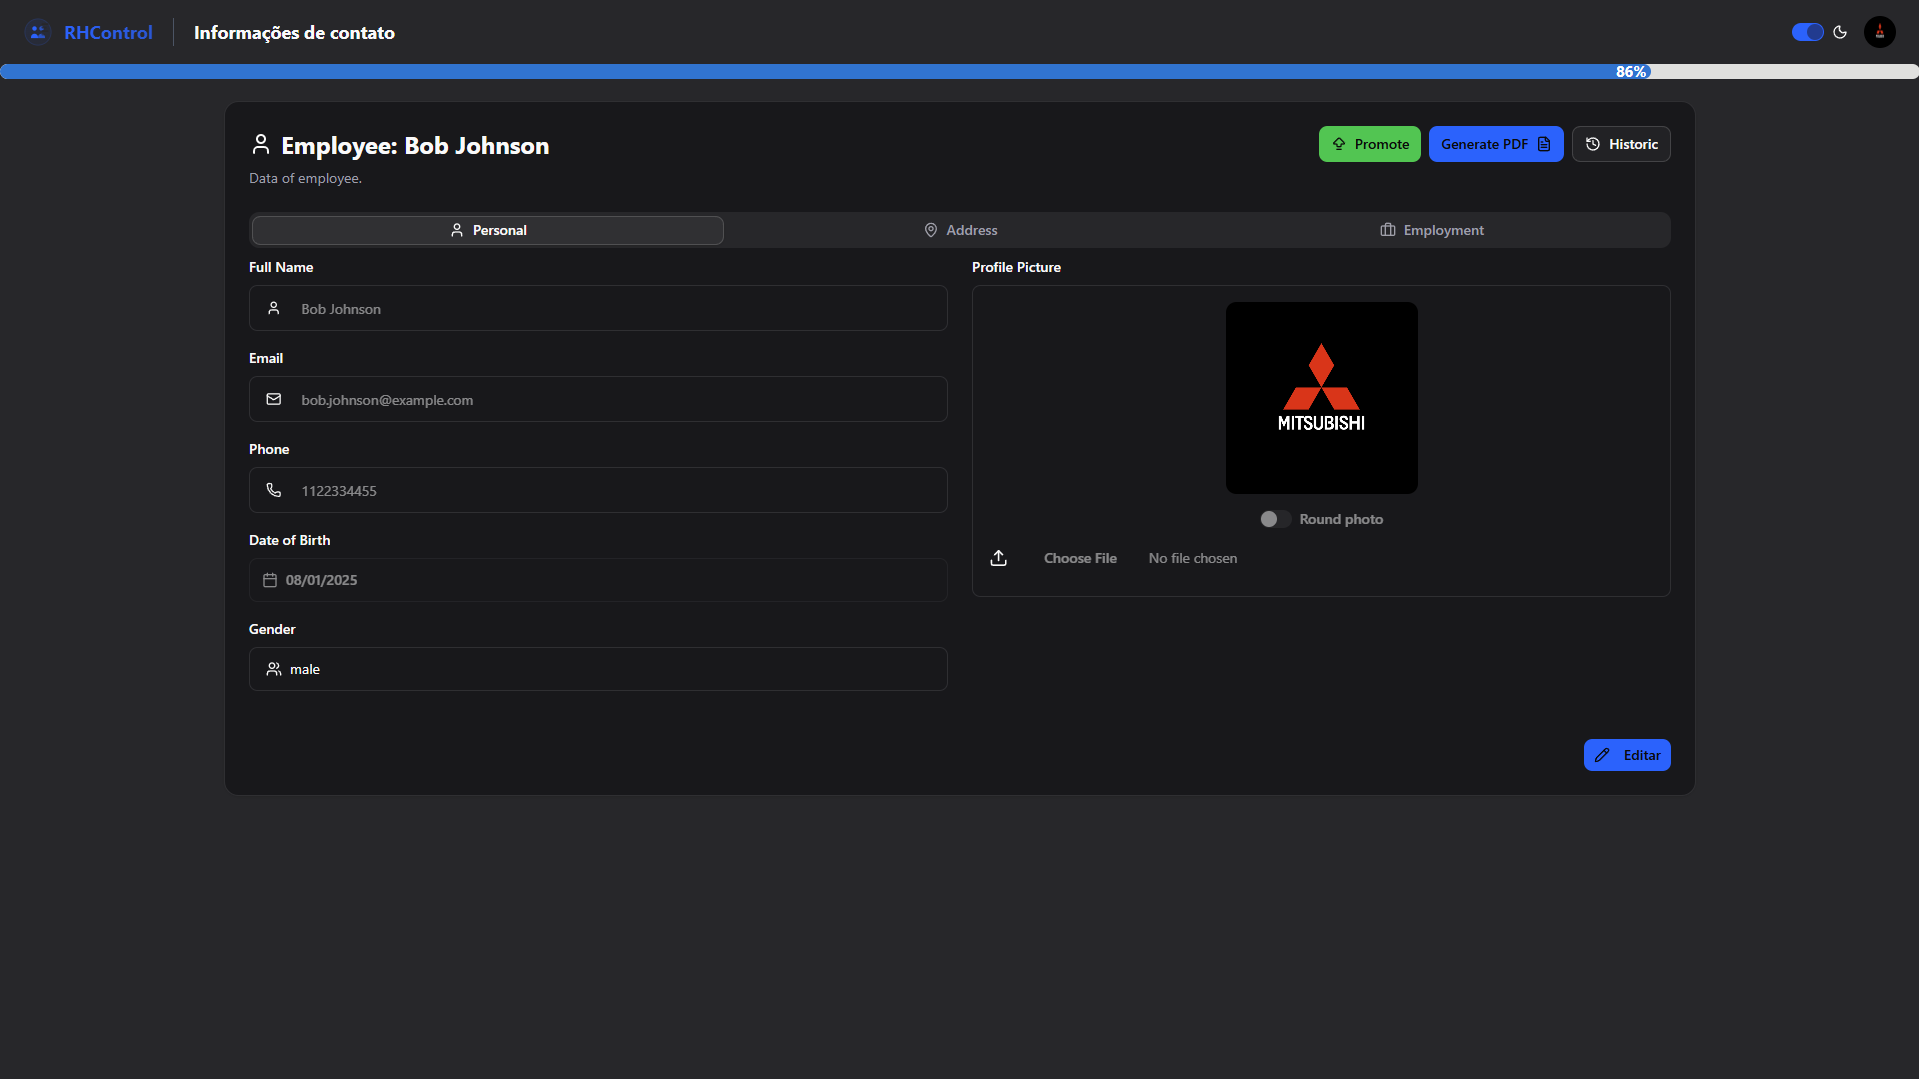 RHControl
Informações de contato
86%
Employee: Bob Johnson
Promote
Generate PDF
Historic
Data of employee.
Personal
Address
Employment
Full Name
Bob Johnson
Email
bob.johnson@example.com
Phone
1122334455
Date of Birth
08/01/2025
Gender
male
Profile Picture
MITSUBISHI
Round photo
Choose File No file chosen
Editar